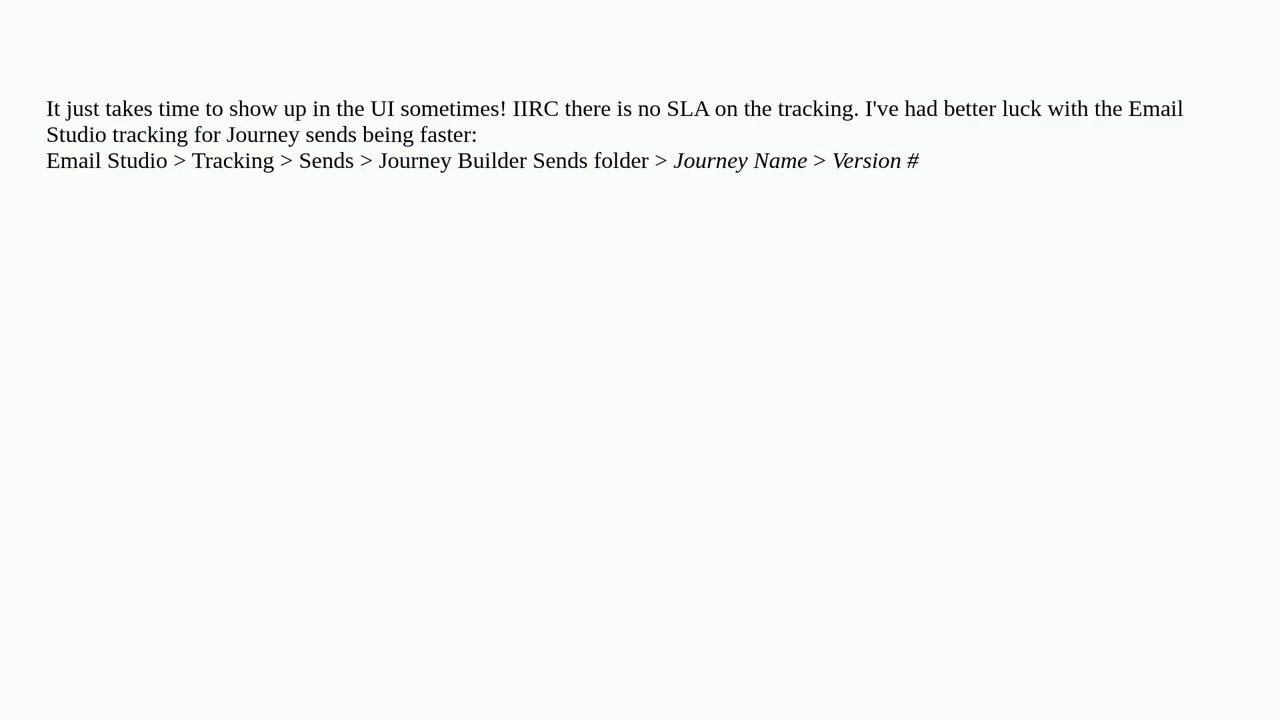 It just takes time to show up in the UI sometimes! IIRC there is no SLA on the tracking. I've had better luck with the Email
Studio tracking for Journey sends being faster:
Email Studio > Tracking > Sends > Journey Builder Sends folder > Journey Name > Version #